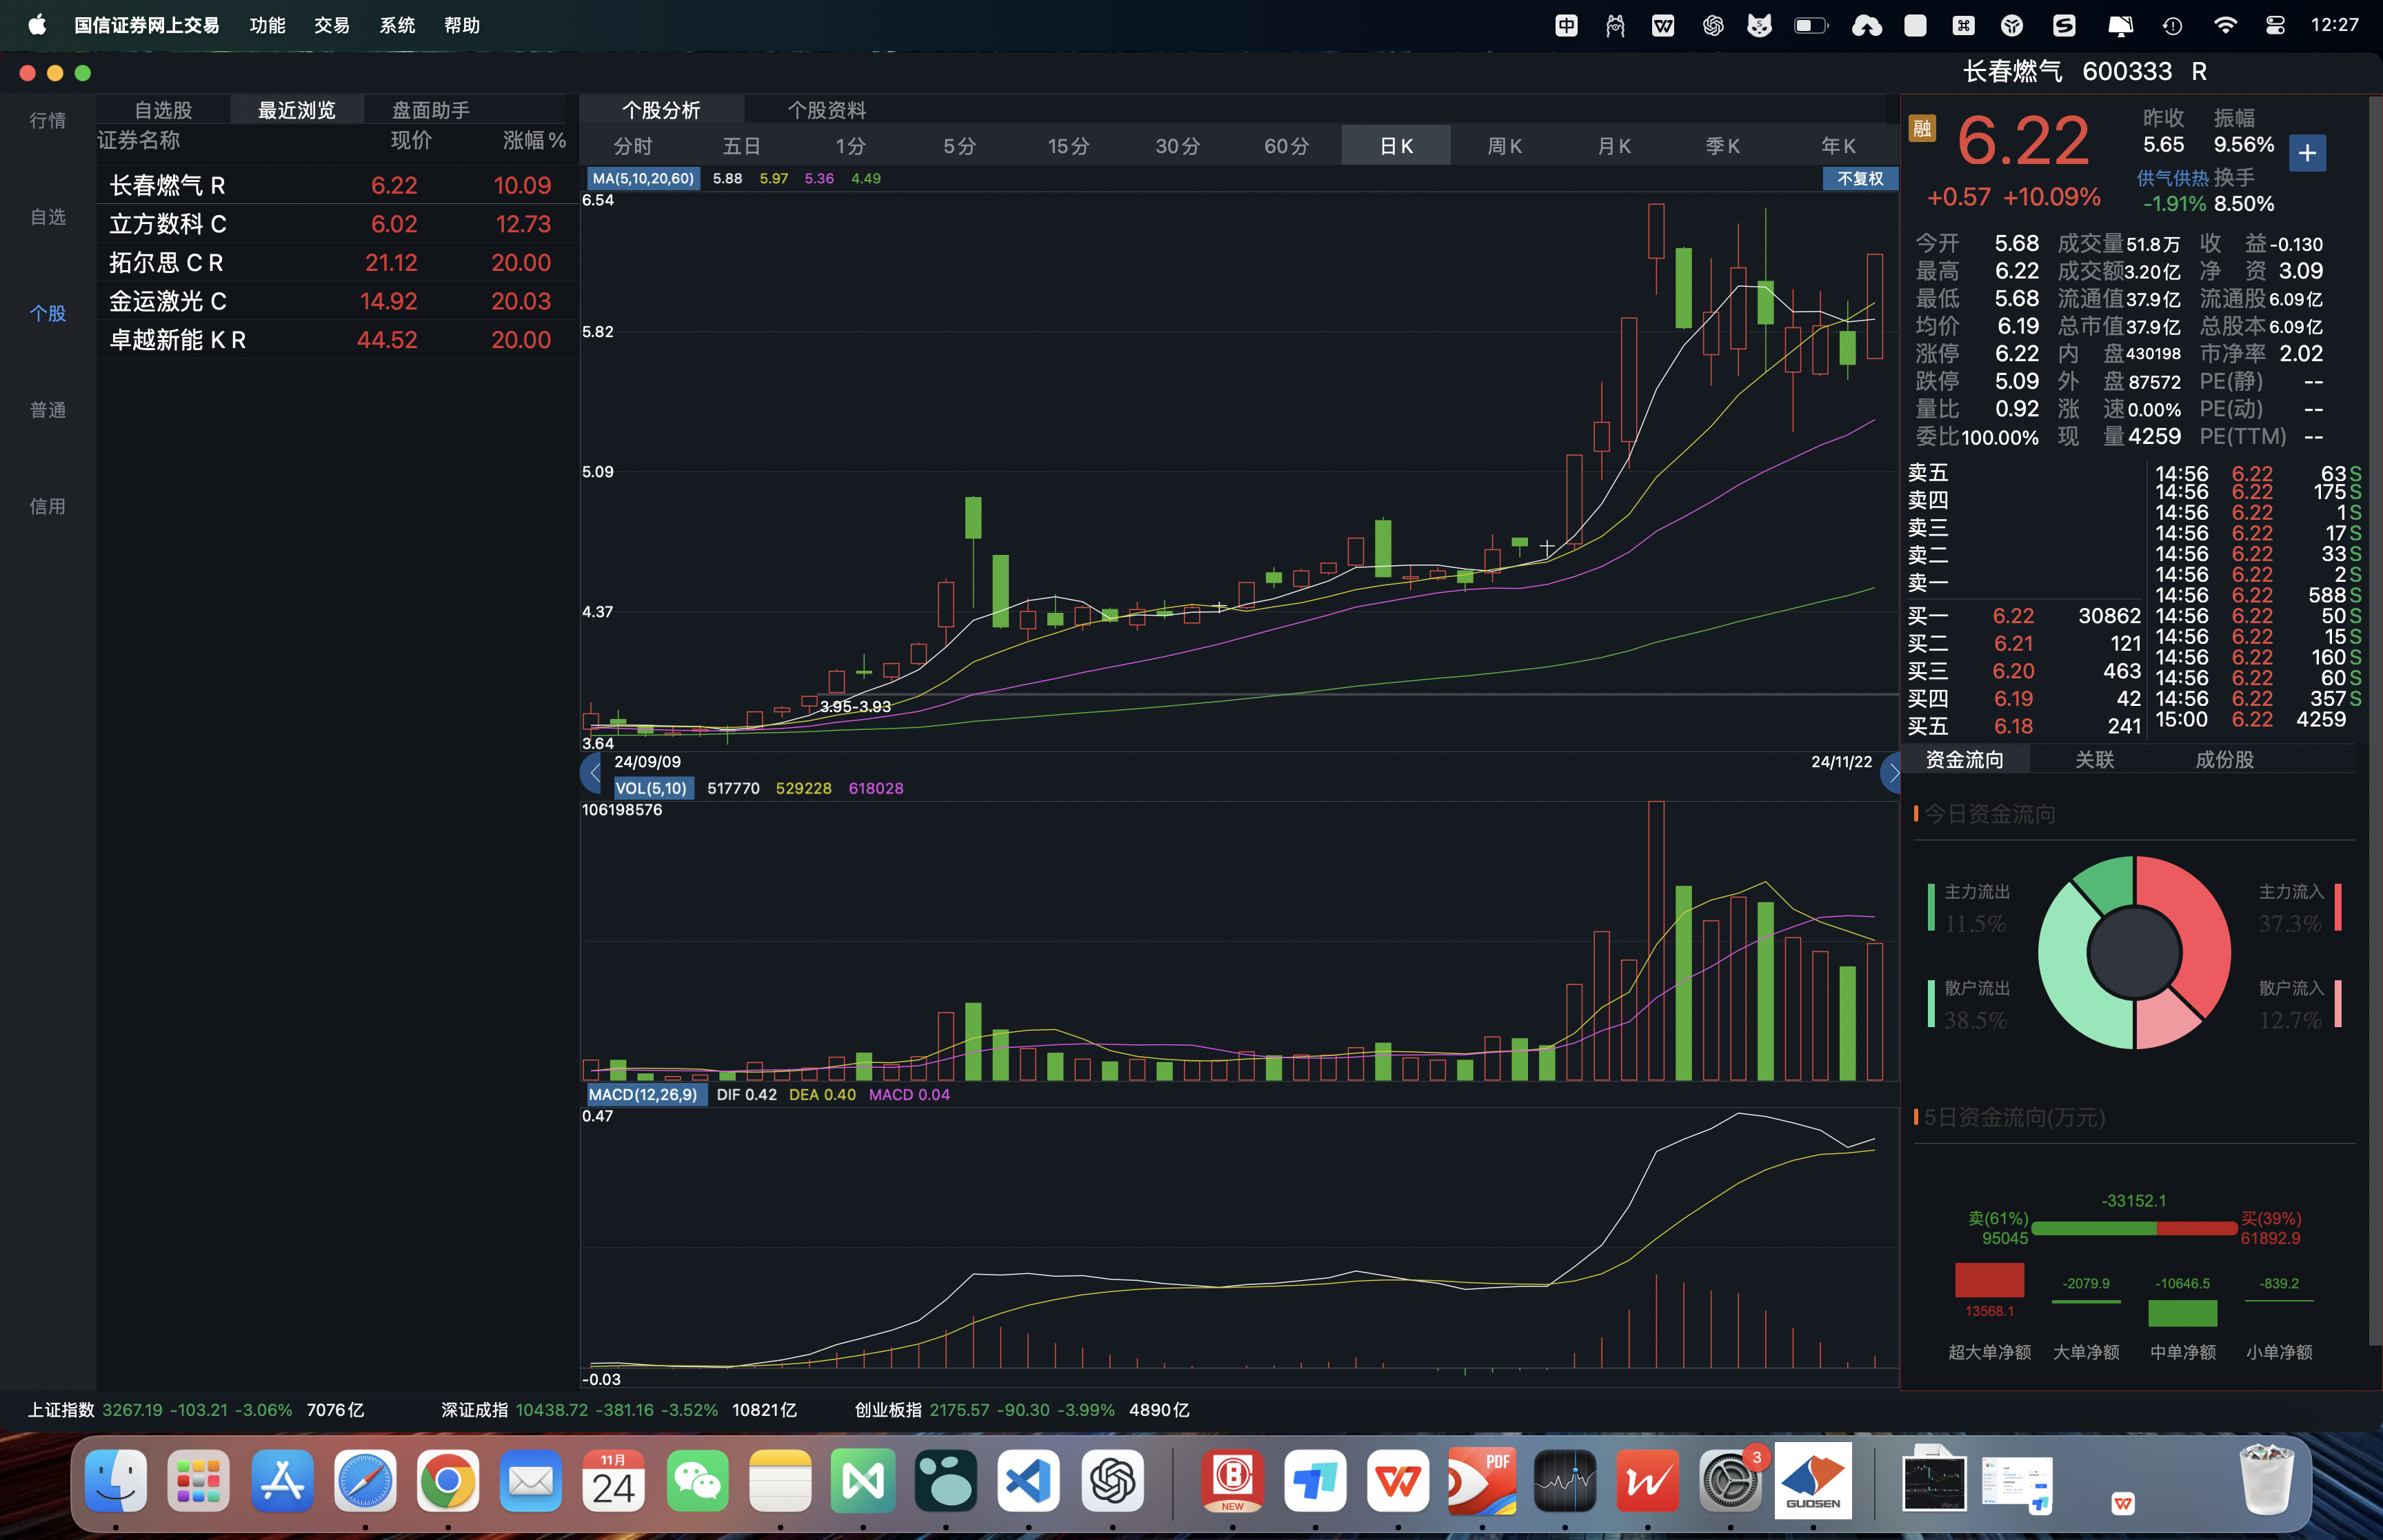 国信证券网上交易 功能 交易 系统 帮助 12:27
长春燃气 600333 R
行情
自选
个股
普通
信用
自选股 最近浏览 盘面助手
证券名称 现价 涨幅%
长春燃气 R 6.22 10.09
立方数科 C 6.02 12.73
拓尔思 C R 21.12 20.00
金运激光 C 14.92 20.03
卓越新能 K R 44.52 20.00
个股分析 个股资料
分时 五日 1分 5分 15分 30分 60分 日K 周K 月K 季K 年K
MA(5,10,20,60) 5.88 5.97 5.36 4.49 不复权
6.54
5.82
5.09
4.37
3.95-3.93
3.64
24/09/09 24/11/22
VOL(5,10) 517770 529228 618028
106198576
MACD(12,26,9) DIF 0.42 DEA 0.40 MACD 0.04
0.47
-0.03
融 6.22 昨收 振幅
5.65 9.56% +
供气供热 换手
+0.57 +10.09% -1.91% 8.50%
今开 5.68 成交量 51.8万 收益 -0.130
最高 6.22 成交额 3.20亿 净资 3.09
最低 5.68 流通值 37.9亿 流通股 6.09亿
均价 6.19 总市值 37.9亿 总股本 6.09亿
涨停 6.22 内盘 430198 市净率 2.02
跌停 5.09 外盘 87572 PE(静) --
量比 0.92 涨速 0.00% PE(动) --
委比 100.00% 现量 4259 PE(TTM) --
卖五
卖四
卖三
卖二
卖一
买一 6.22 30862
买二 6.21 121
买三 6.20 463
买四 6.19 42
买五 6.18 241
14:56 6.22 63 S
14:56 6.22 175 S
14:56 6.22 1 S
14:56 6.22 17 S
14:56 6.22 33 S
14:56 6.22 2 S
14:56 6.22 588 S
14:56 6.22 50 S
14:56 6.22 15 S
14:56 6.22 160 S
14:56 6.22 60 S
14:56 6.22 357 S
15:00 6.22 4259
资金流向 关联 成份股
今日资金流向
主力流出 主力流入
11.5% 37.3%
散户流出 散户流入
38.5% 12.7%
5日资金流向(万元)
-33152.1
卖(61%) 买(39%)
95045 61892.9
-2079.9 -10646.5 -839.2
13568.1
超大单净额 大单净额 中单净额 小单净额
上证指数 3267.19 -103.21 -3.06% 7076亿 深证成指 10438.72 -381.16 -3.52% 10821亿 创业板指 2175.57 -90.30 -3.99% 4890亿
11月
24
NEW
PDF
3
GUOSEN